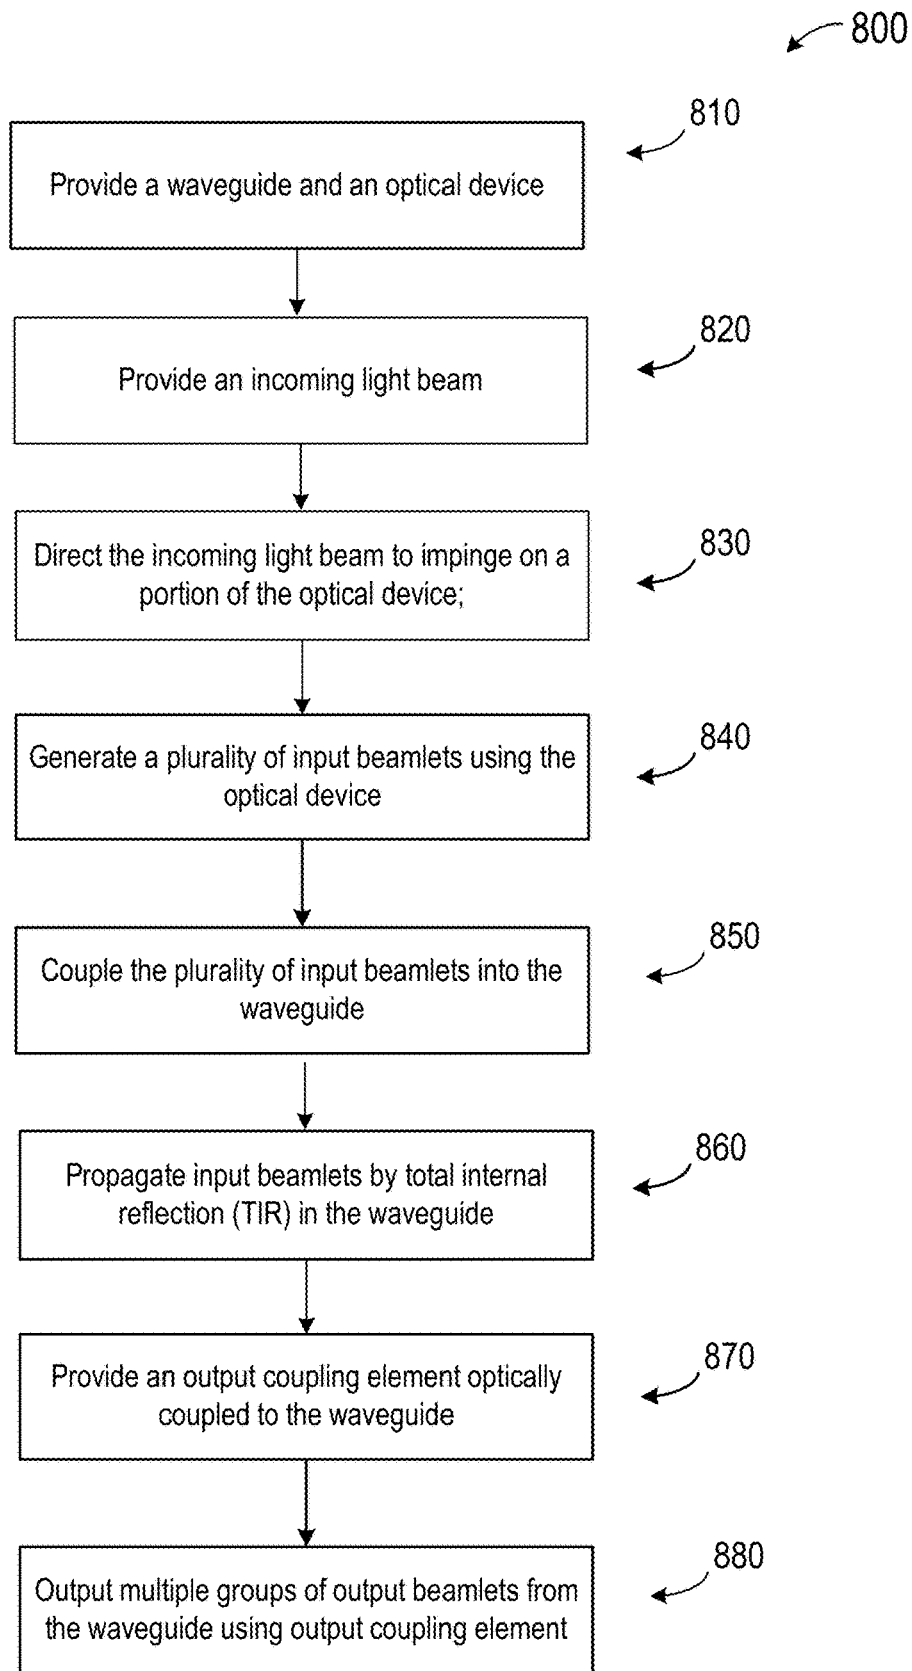 800
810
Provide a waveguide and an optical device
820
Provide an incoming light beam
830
Direct the incoming light beam to impinge on a
portion of the optical device;
840
Generate a plurality of input beamlets using the
optical device
850
Couple the plurality of input beamlets into the
waveguide
860
Propagate input beamlets by total internal
reflection (TIR) in the waveguide
870
Provide an output coupling element optically
coupled to the waveguide
880
Output multiple groups of output beamlets from
the waveguide using output coupling element